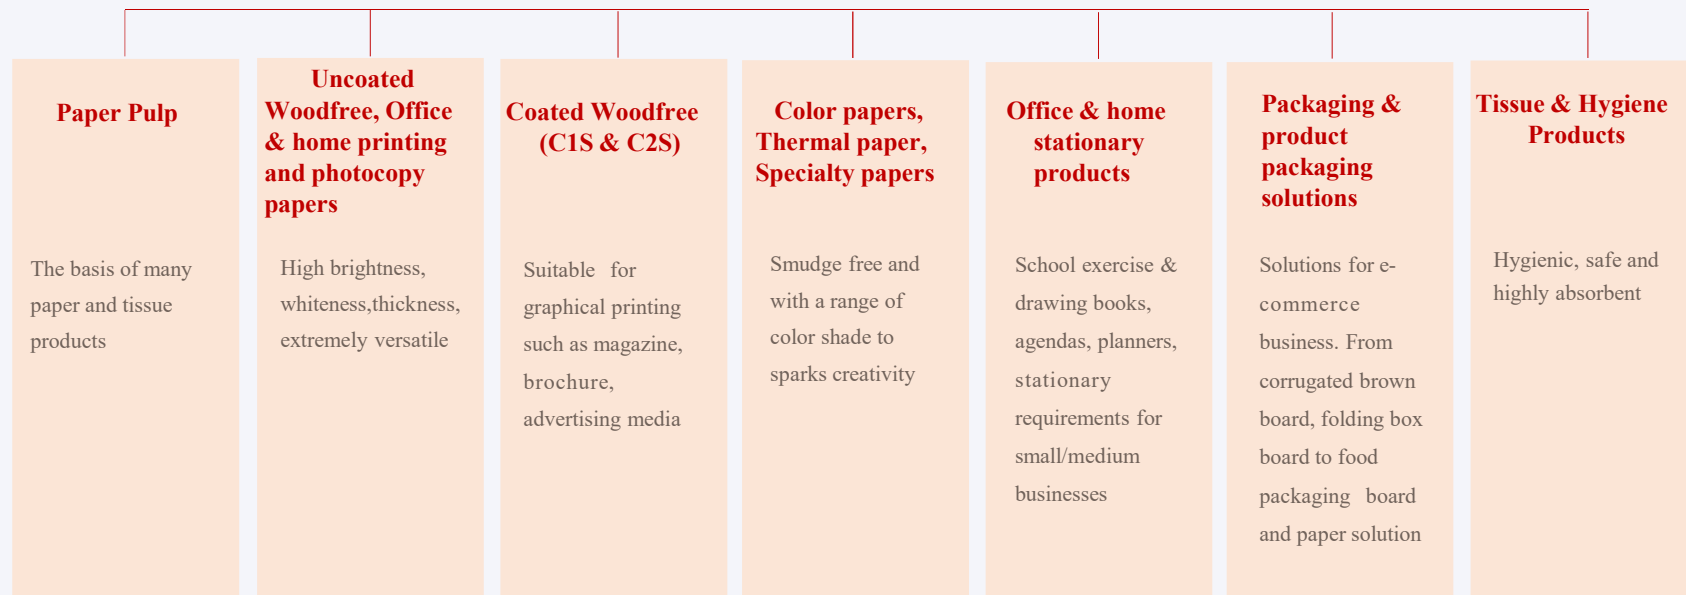 Paper Pulp
The basis of many
paper and tissue
products
Uncoated
Woodfree, Office
& home printing
and photocopy
papers
High brightness,
whiteness,thickness,
extremely versatile
Coated Woodfree
(C1S & C2S)
Suitable for
graphical printing
such as magazine,
brochure,
advertising media
Color papers,
Thermal paper,
Specialty papers
Smudge free and
with a range of
color shade to
sparks creativity
Office & home
stationary
products
School exercise &
drawing books,
agendas, planners,
stationary
requirements for
small/medium
businesses
Packaging &
product
packaging
solutions
Solutions for e-
commerce
business. From
corrugated brown
board, folding box
board to food
packaging board
and paper solution
Tissue & Hygiene
Products
Hygienic, safe and
highly absorbent